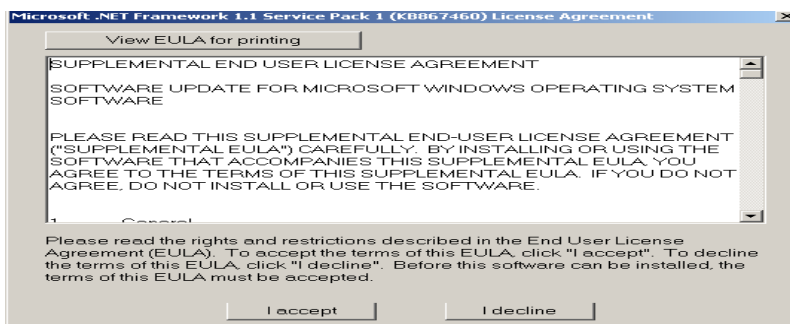 Microsoft .NET Framework 1.1 Service Pack 1 (KB867460) License Agreement
View EULA for printing
SUPPLEMENTAL END USER LICENSE AGREEMENT
SOFTWARE UPDATE FOR MICROSOFT WINDOWS OPERATING SYSTEM
SOFTWARE
PLEASE READ THIS SUPPLEMENTAL END-USER LICENSE AGREEMENT
("SUPPLEMENTAL EULA") CAREFULLY. BY INSTALLING OR USING THE
SOFTWARE THAT ACCOMPANIES THIS SUPPLEMENTAL EULA, YOU
AGREE TO THE TERMS OF THIS SUPPLEMENTAL EULA. IF YOU DO NOT
AGREE, DO NOT INSTALL OR USE THE SOFTWARE.
1. General
Please read the rights and restrictions described in the End User License
Agreement (EULA). To accept the terms of this EULA, click "I accept". To decline
the terms of this EULA, click "I decline". Before this software can be installed, the
terms of this EULA must be accepted.
I accept
I decline